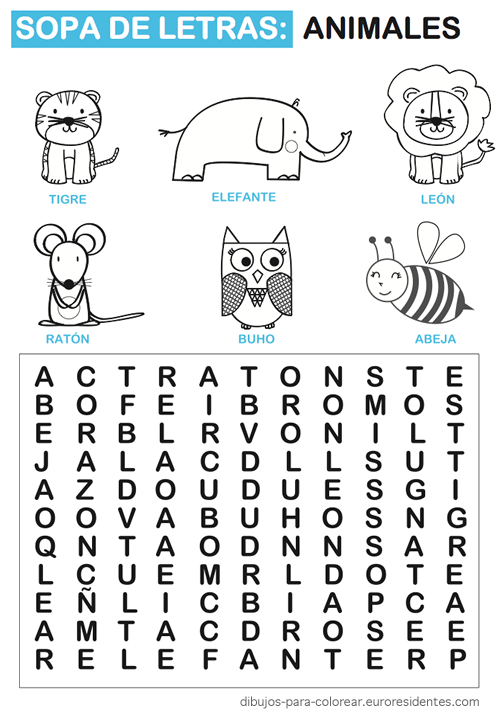 SOPA DE LETRAS: ANIMALES
TIGRE ELEFANTE LEÓN
RATÓN BUHO ABEJA
A C T R A T O N S T E
B O F E I B R O M O S
E R B L R V O N I L T
J A L A C D L L S U T
A Z D O U D U E S G I
O O V A B U H O S N G
Q N T A O D N N S A R
L C U E M R L D O T E
E Ñ L I C B I A P C A
A M T A C D R O S E E
R E L E F A N T E R P
dibujos-para-colorear.euroresidentes.com